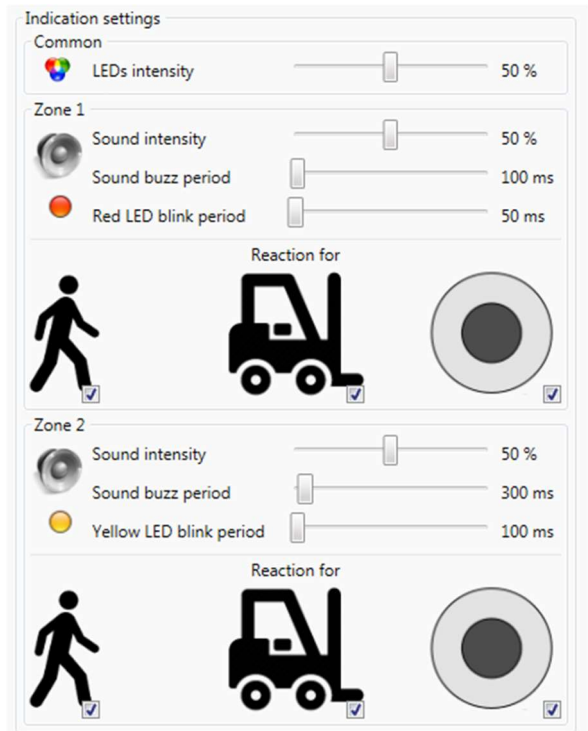 Indication settings
Common
LEDs intensity 50 %
Zone 1
Sound intensity 50 %
Sound buzz period 100 ms
Red LED blink period 50 ms
Reaction for
Zone 2
Sound intensity 50 %
Sound buzz period 300 ms
Yellow LED blink period 100 ms
Reaction for